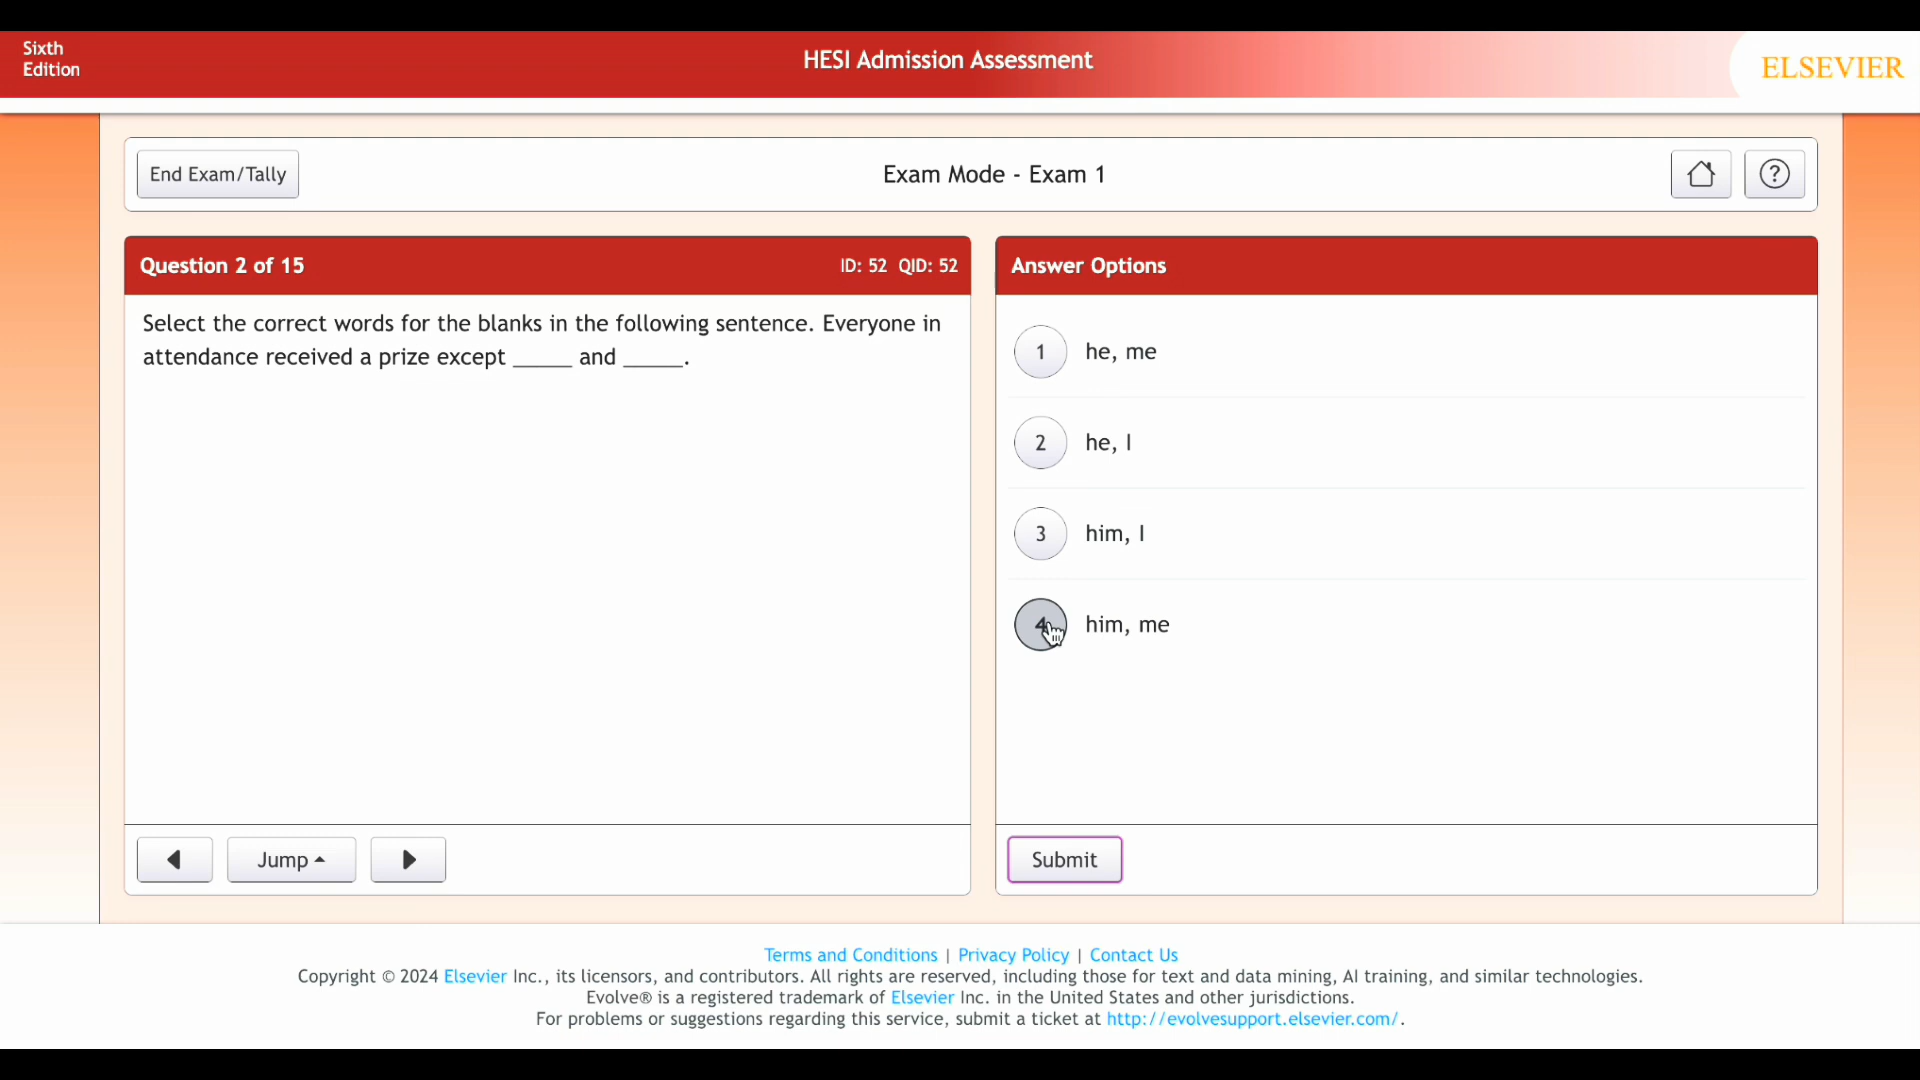 Sixth
Edition
HESI Admission Assessment
ELSEVIER
End Exam/Tally
Exam Mode - Exam 1
?
Question 2 of 15
ID: 52 QID: 52
Select the correct words for the blanks in the following sentence. Everyone in
attendance received a prize except _____ and _____.
Jump
Answer Options
1 he, me
2 he, I
3 him, I
4 him, me
Submit
Terms and Conditions | Privacy Policy | Contact Us
Copyright © 2024 Elsevier Inc., its licensors, and contributors. All rights are reserved, including those for text and data mining, AI training, and similar technologies.
Evolve® is a registered trademark of Elsevier Inc. in the United States and other jurisdictions.
For problems or suggestions regarding this service, submit a ticket at http://evolvesupport.elsevier.com/.